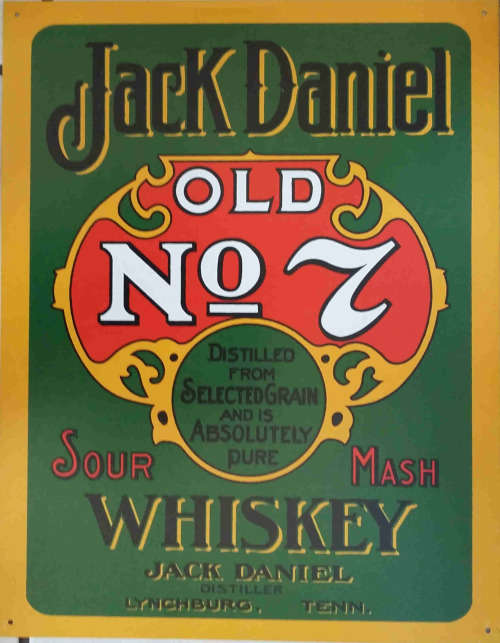 Jack Daniel
OLD
No 7
DISTILLED
FROM
SELECTED GRAIN
AND IS
ABSOLUTELY
PURE
SOUR MASH
WHISKEY
JACK DANIEL
DISTILLER
LYNCHBURG, TENN.